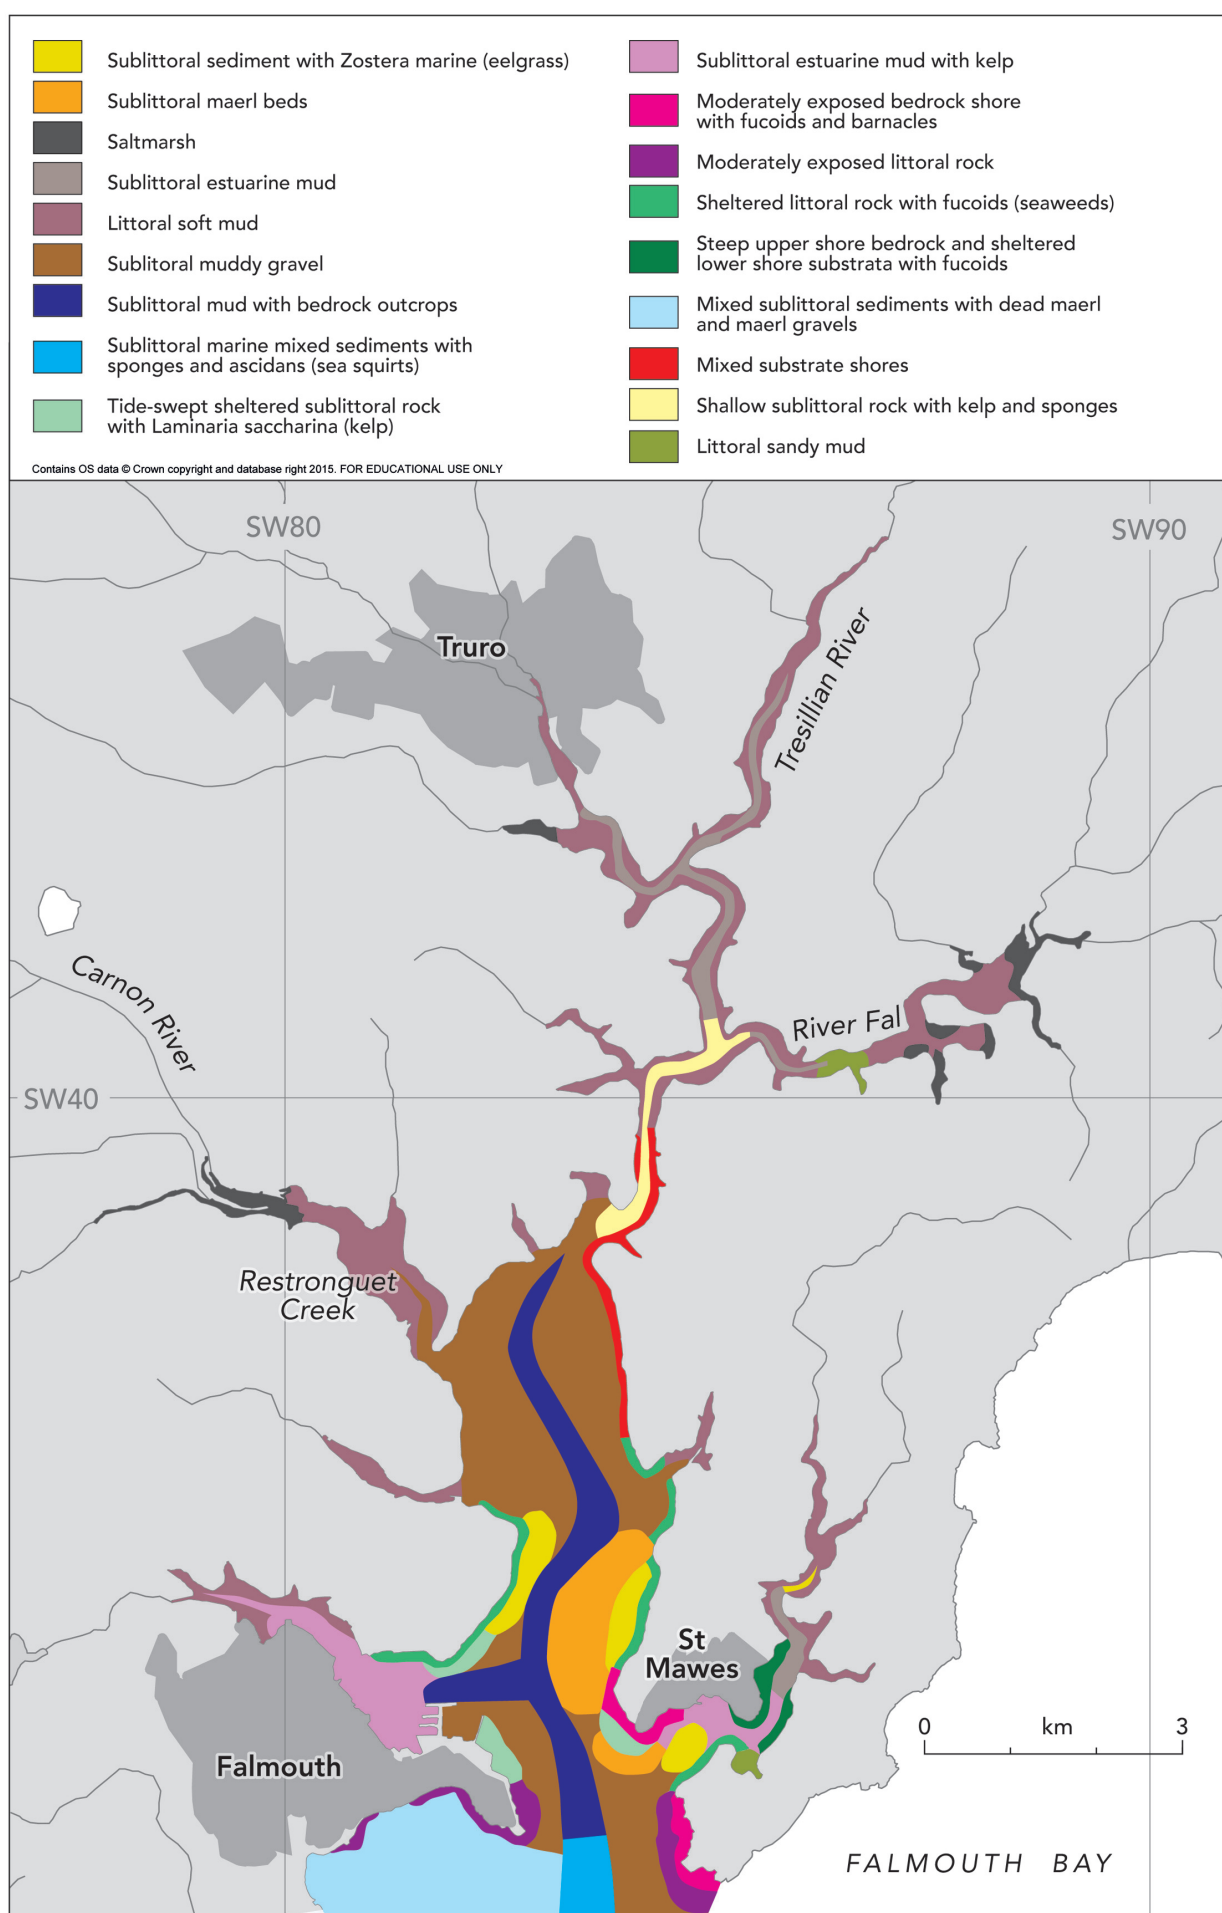 Sublittoral sediment with Zostera marine (eelgrass)
Sublittoral maerl beds
Saltmarsh
Sublittoral estuarine mud
Littoral soft mud
Sublitoral muddy gravel
Sublittoral mud with bedrock outcrops
Sublittoral marine mixed sediments with
sponges and ascidans (sea squirts)
Tide-swept sheltered sublittoral rock
with Laminaria saccharina (kelp)
Contains OS data © Crown copyright and database right 2015. FOR EDUCATIONAL USE ONLY
Sublittoral estuarine mud with kelp
Moderately exposed bedrock shore
with fucoids and barnacles
Moderately exposed littoral rock
Sheltered littoral rock with fucoids (seaweeds)
Steep upper shore bedrock and sheltered
lower shore substrata with fucoids
Mixed sublittoral sediments with dead maerl
and maerl gravels
Mixed substrate shores
Shallow sublittoral rock with kelp and sponges
Littoral sandy mud
SW80
SW90
Truro
Tresillian River
Carnon River
River Fal
SW40
Restronguet
Creek
St
Mawes
0 km 3
Falmouth
FALMOUTH BAY